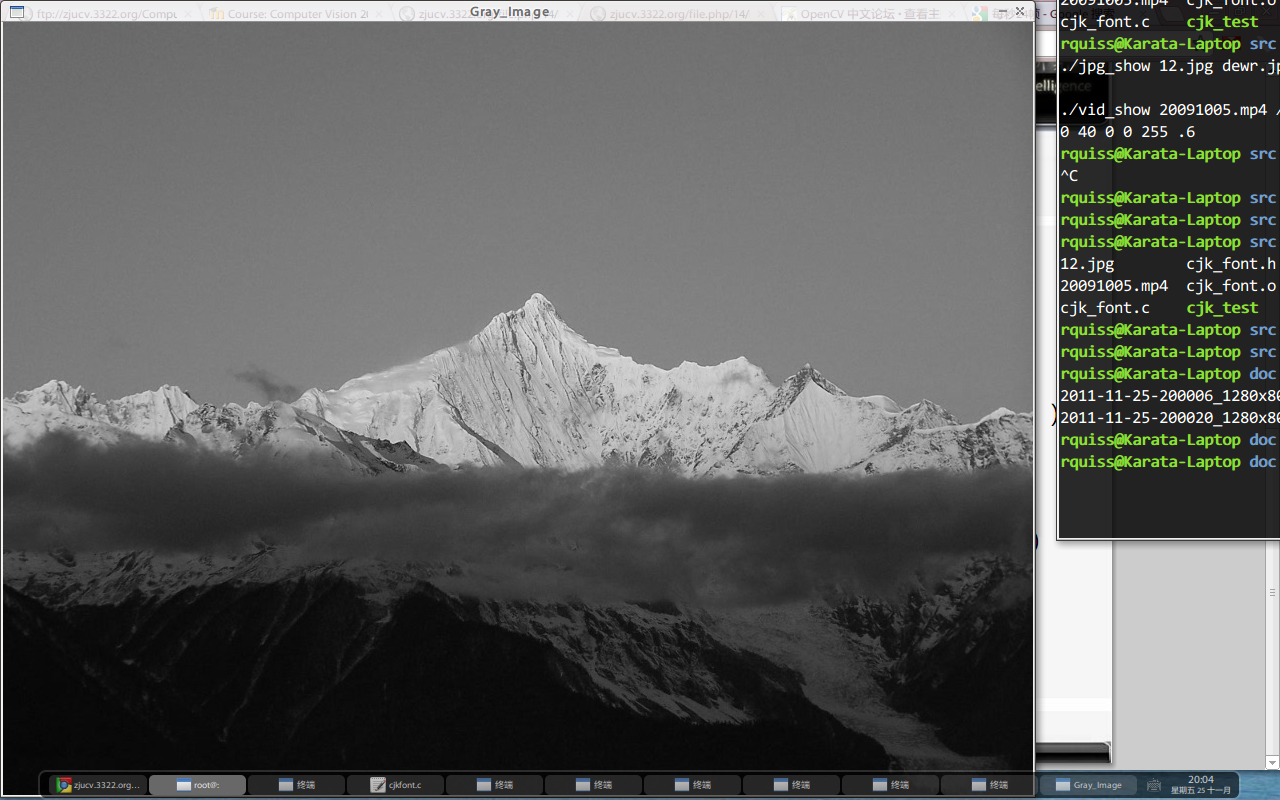 Gray_Image
ftp://zjucv.3322.org/Compu
Course: Computer Vision 2
zjucv.3322.org/file.php/14/
OpenCV 中文论坛 • 查看主
20091005.mp4 cjk_font.o
cjk_font.c cjk_test
rquiss@Karata-Laptop src
./jpg_show 12.jpg dewr.jp
elligence
./vid_show 20091005.mp4 /
0 40 0 0 255 .6
rquiss@Karata-Laptop src
^C
rquiss@Karata-Laptop src
rquiss@Karata-Laptop src
rquiss@Karata-Laptop src
12.jpg cjk_font.h
20091005.mp4 cjk_font.o
cjk_font.c cjk_test
rquiss@Karata-Laptop src
rquiss@Karata-Laptop src
rquiss@Karata-Laptop doc
2011-11-25-200006_1280x80
2011-11-25-200020_1280x80
rquiss@Karata-Laptop doc
rquiss@Karata-Laptop doc
zjucv.3322.org... root@: 终端 cjkfont.c 终端 终端 终端 终端 终端 终端 Gray_Image 20:04
星期五 25 十一月